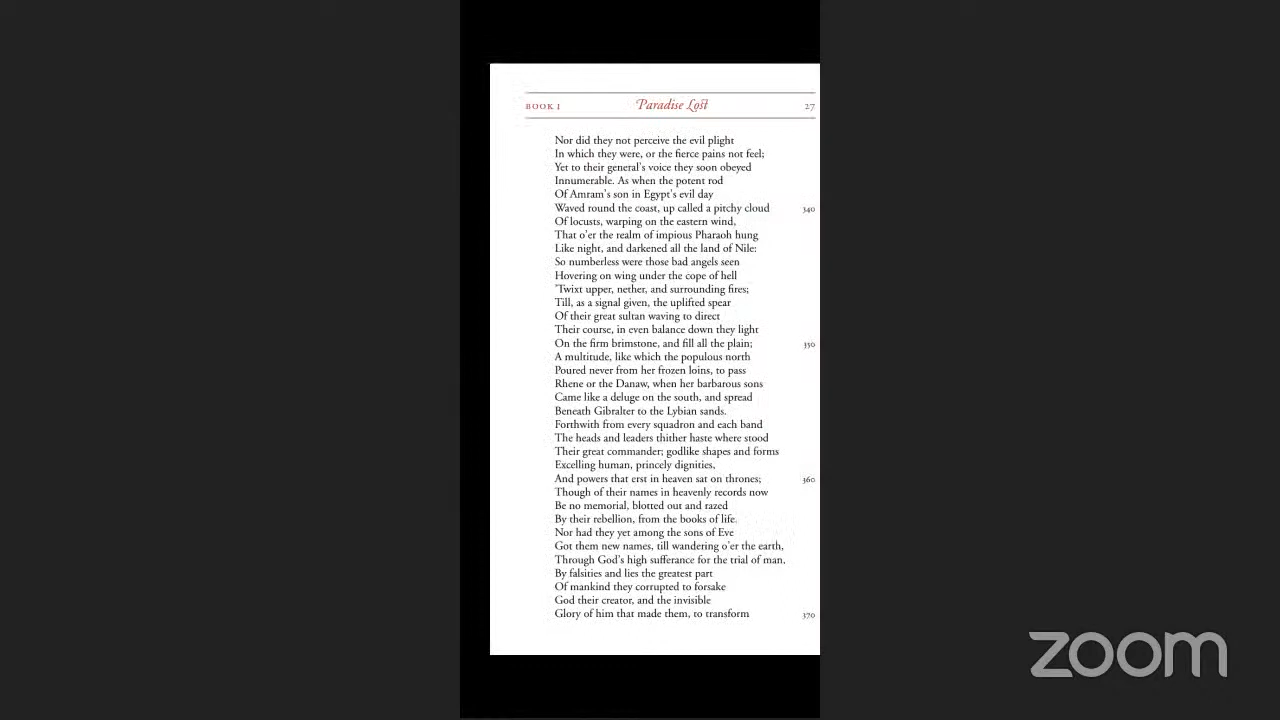 BOOK I Paradise Lost 27
Nor did they not perceive the evil plight
In which they were, or the fierce pains not feel;
Yet to their general's voice they soon obeyed
Innumerable. As when the potent rod
Of Amram's son in Egypt's evil day
Waved round the coast, up called a pitchy cloud 340
Of locusts, warping on the eastern wind,
That o'er the realm of impious Pharaoh hung
Like night, and darkened all the land of Nile:
So numberless were those bad angels seen
Hovering on wing under the cope of hell
'Twixt upper, nether, and surrounding fires;
Till, as a signal given, the uplifted spear
Of their great sultan waving to direct
Their course, in even balance down they light
On the firm brimstone, and fill all the plain; 350
A multitude, like which the populous north
Poured never from her frozen loins, to pass
Rhene or the Danaw, when her barbarous sons
Came like a deluge on the south, and spread
Beneath Gibralter to the Lybian sands.
Forthwith from every squadron and each band
The heads and leaders thither haste where stood
Their great commander; godlike shapes and forms
Excelling human, princely dignities,
And powers that erst in heaven sat on thrones; 360
Though of their names in heavenly records now
Be no memorial, blotted out and razed
By their rebellion, from the books of life.
Nor had they yet among the sons of Eve
Got them new names, till wandering o'er the earth,
Through God's high sufferance for the trial of man,
By falsities and lies the greatest part
Of mankind they corrupted to forsake
God their creator, and the invisible
Glory of him that made them, to transform 370
zoom